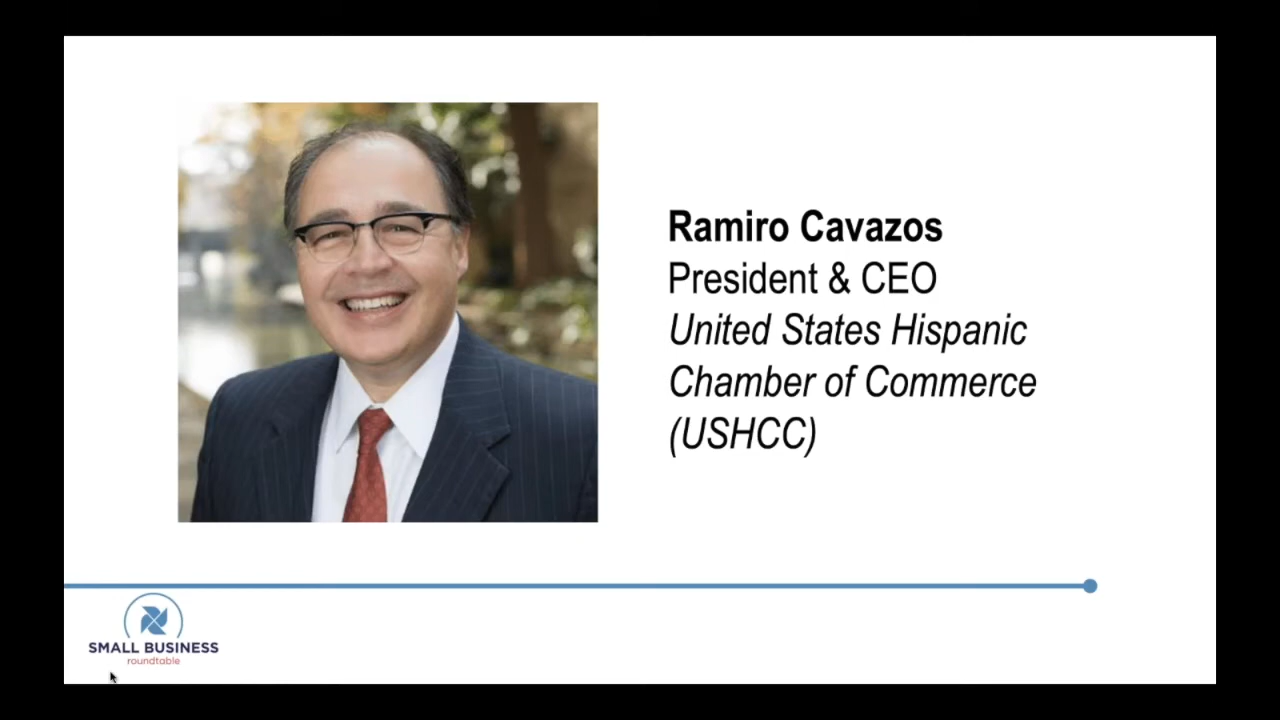 Ramiro Cavazos
President & CEO
United States Hispanic
Chamber of Commerce
(USHCC)
SMALL BUSINESS
roundtable